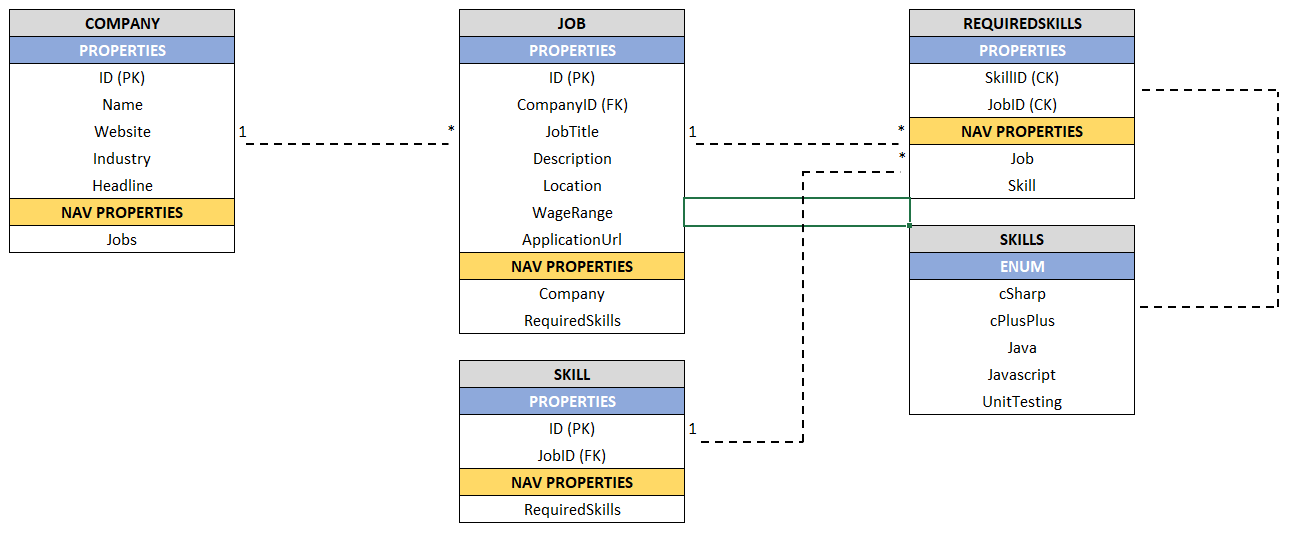 COMPANY
PROPERTIES
ID (PK)
Name
Website
Industry
Headline
NAV PROPERTIES
Jobs
1
*
JOB
PROPERTIES
ID (PK)
CompanyID (FK)
JobTitle
Description
Location
WageRange
ApplicationUrl
NAV PROPERTIES
Company
RequiredSkills
1
*
*
REQUIREDSKILLS
PROPERTIES
SkillID (CK)
JobID (CK)
NAV PROPERTIES
Job
Skill
SKILLS
ENUM
cSharp
cPlusPlus
Java
Javascript
UnitTesting
SKILL
PROPERTIES
ID (PK)
JobID (FK)
NAV PROPERTIES
RequiredSkills
1